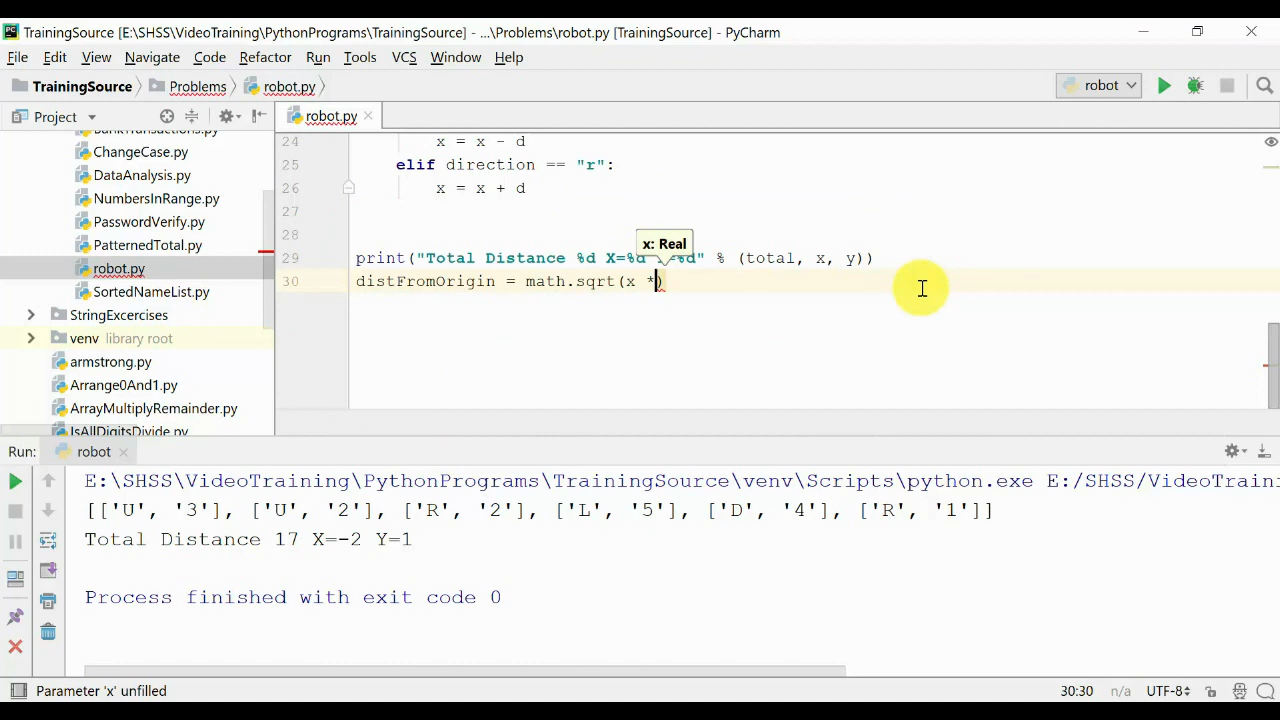 TrainingSource [E:\SHSS\VideoTraining\PythonPrograms\TrainingSource] - ...\Problems\robot.py [TrainingSource] - PyCharm
File Edit View Navigate Code Refactor Run Tools VCS Window Help
TrainingSource Problems robot.py robot
Project robot.py
BankTransactions.py
ChangeCase.py
DataAnalysis.py
NumbersInRange.py
PasswordVerify.py
PatternedTotal.py
robot.py
SortedNameList.py
StringExcercises
venv library root
armstrong.py
Arrange0And1.py
ArrayMultiplyRemainder.py
IsAllDigitsDivide.py
24 x = x - d
25 elif direction == "r":
26 x = x + d
27
28
x: Real
29 print("Total Distance %d X=%d Y=%d" % (total, x, y))
30 distFromOrigin = math.sqrt(x *)
Run: robot
E:\SHSS\VideoTraining\PythonPrograms\TrainingSource\venv\Scripts\python.exe E:/SHSS/VideoTraini
[['U', '3'], ['U', '2'], ['R', '2'], ['L', '5'], ['D', '4'], ['R', '1']]
Total Distance 17 X=-2 Y=1
Process finished with exit code 0
Parameter 'x' unfilled 30:30 n/a UTF-8